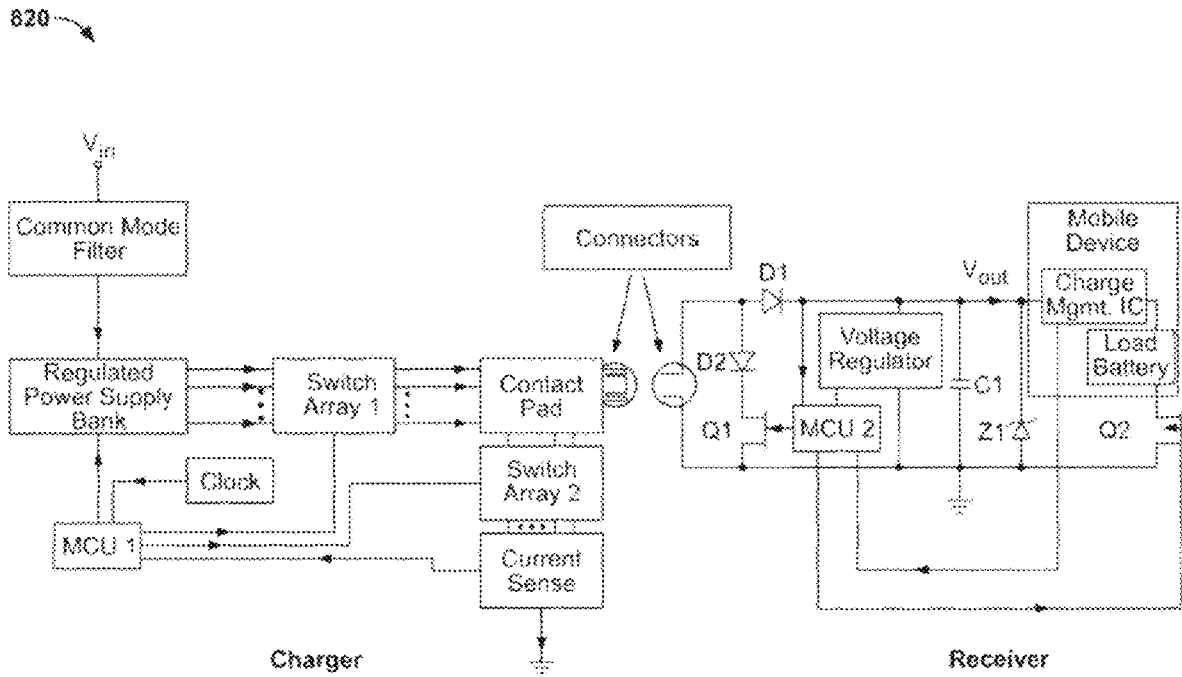 820
Vin
Common Mode
Filter
Regulated
Power Supply
Bank
Switch
Array 1
Contact
Pad
Connectors
Clock
MCU 1
Switch
Array 2
Current
Sense
D1
D2
Q1
Voltage
Regulator
MCU 2
C1
Z1
Vout
Mobile
Device
Charge
Mgmt. IC
Load
Battery
Q2
Charger
Receiver